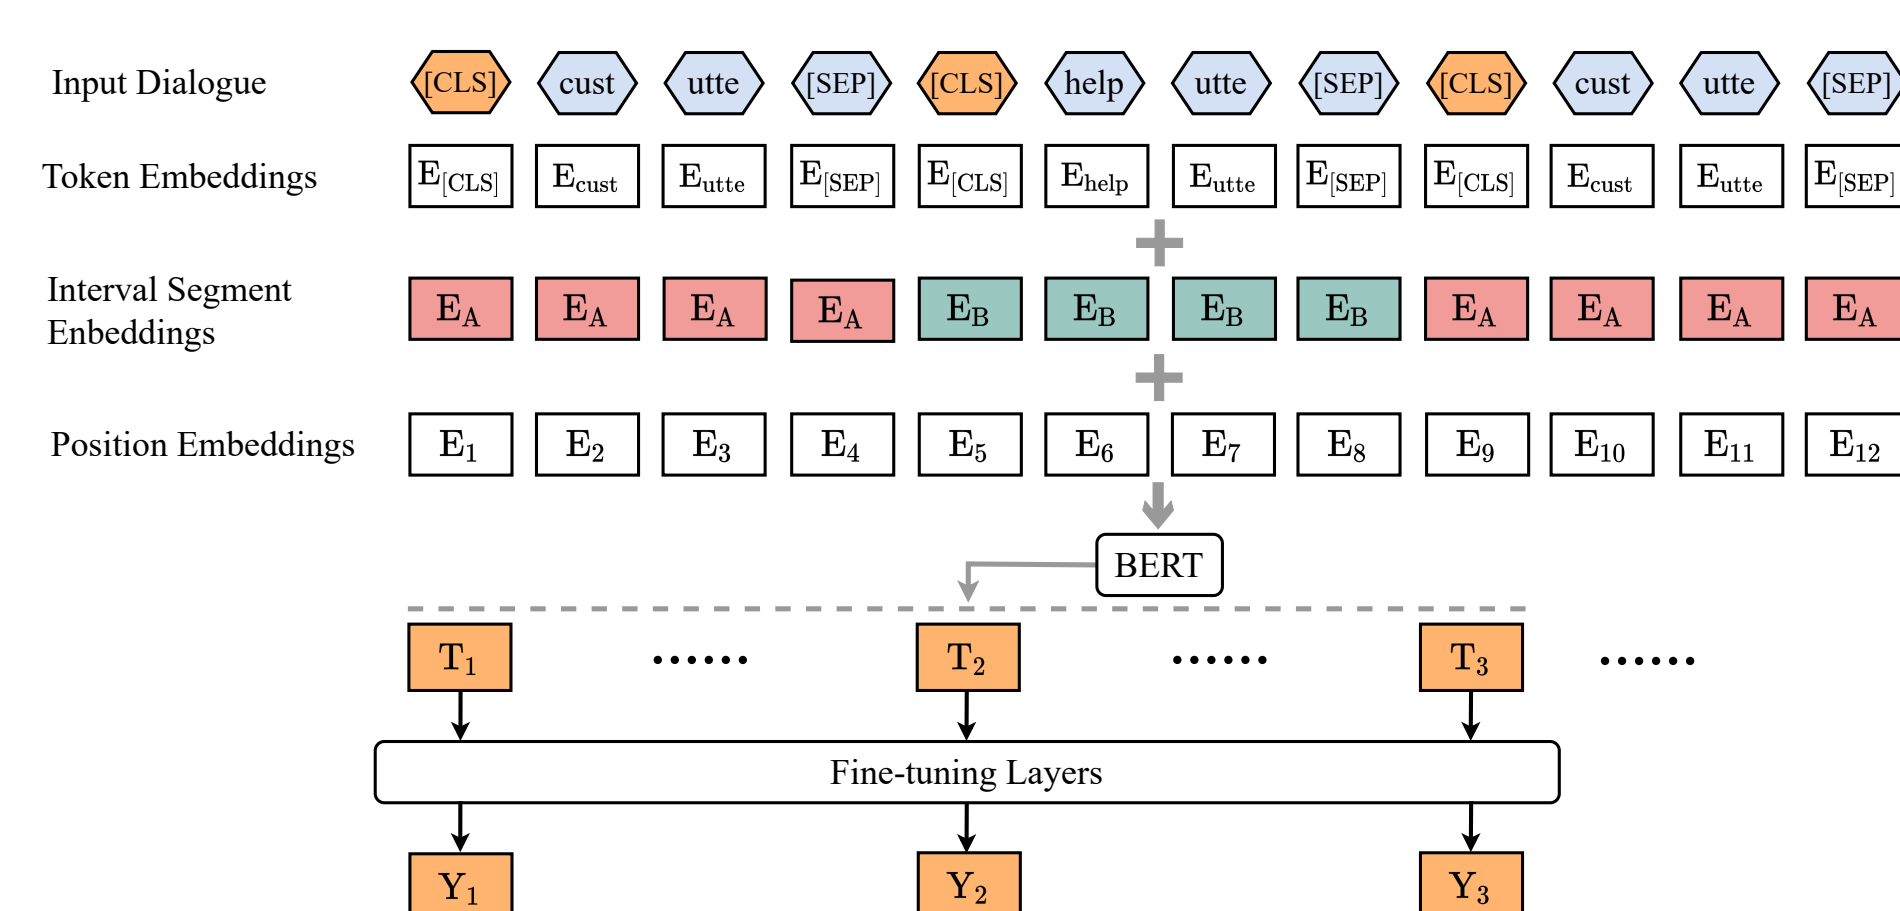 Input Dialogue [CLS] cust utte [SEP] [CLS] help utte [SEP] [CLS] cust utte [SEP]
Token Embeddings E[CLS] Ecust Eutte E[SEP] E[CLS] Ehelp Eutte E[SEP] E[CLS] Ecust Eutte E[SEP]
+
Interval Segment
Enbeddings
EA EA EA EA EB EB EB EB EA EA EA EA
+
Position Embeddings E1 E2 E3 E4 E5 E6 E7 E8 E9 E10 E11 E12
BERT
T1 ...... T2 ...... T3 ......
Fine-tuning Layers
Y1 Y2 Y3